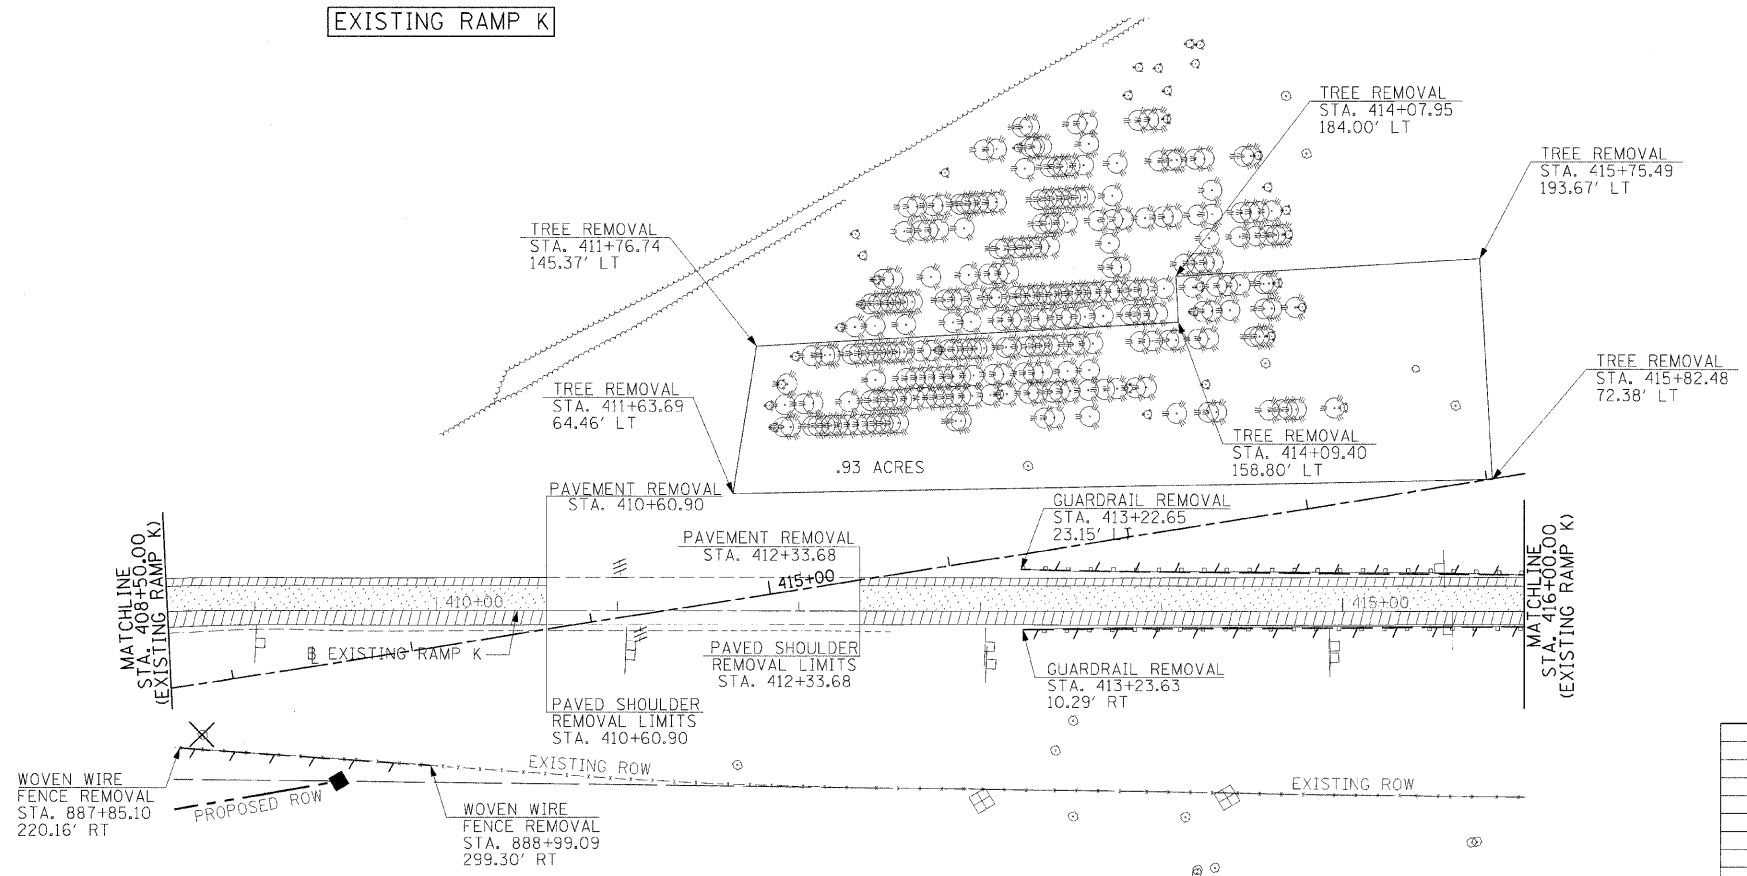 EXISTING RAMP K
TREE REMOVAL
STA. 414+07.95
184.00' LT
TREE REMOVAL
STA. 415+75.49
193.67' LT
TREE REMOVAL
STA. 411+76.74
145.37' LT
TREE REMOVAL
STA. 415+82.48
72.38' LT
TREE REMOVAL
STA. 411+63.69
64.46' LT
TREE REMOVAL
STA. 414+09.40
158.80' LT
.93 ACRES
PAVEMENT REMOVAL
STA. 410+60.90
GUARDRAIL REMOVAL
STA. 413+22.65
23.15' LT
PAVEMENT REMOVAL
STA. 412+33.68
MATCHLINE
STA. 408+50.00
(EXISTING RAMP K)
415+00
410+00
415+00
MATCHLINE
STA. 416+00.00
(EXISTING RAMP K)
℄ EXISTING RAMP K
PAVED SHOULDER
REMOVAL LIMITS
STA. 412+33.68
GUARDRAIL REMOVAL
STA. 413+23.63
10.29' RT
PAVED SHOULDER
REMOVAL LIMITS
STA. 410+60.90
EXISTING ROW
EXISTING ROW
WOVEN WIRE
FENCE REMOVAL
STA. 887+85.10
220.16' RT
PROPOSED ROW
WOVEN WIRE
FENCE REMOVAL
STA. 888+99.09
299.30' RT